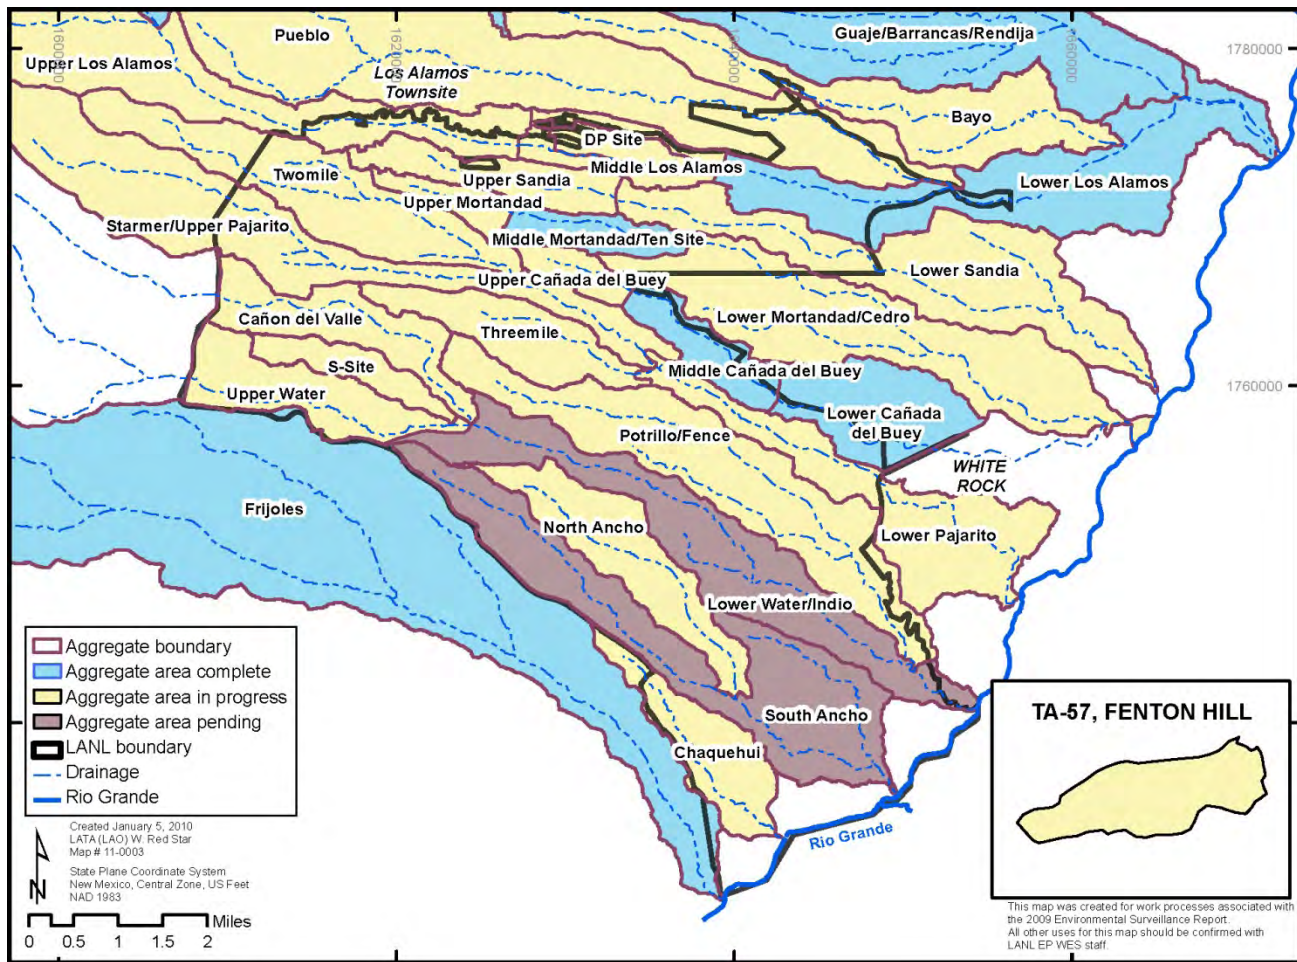 1600000
1620000
1640000
1660000
1780000
1760000
Guaje/Barrancas/Rendija
Pueblo
Upper Los Alamos
Los Alamos
Townsite
Bayo
DP Site
Middle Los Alamos
Twomile
Upper Sandia
Lower Los Alamos
Upper Mortandad
Starmer/Upper Pajarito
Middle Mortandad/Ten Site
Lower Sandia
Upper Cañada del Buey
Cañon del Valle
Threemile
Lower Mortandad/Cedro
S-Site
Middle Cañada del Buey
Upper Water
Lower Cañada
del Buey
Potrillo/Fence
WHITE
ROCK
Frijoles
North Ancho
Lower Pajarito
Lower Water/Indio
South Ancho
Chaquehui
Rio Grande
Aggregate boundary
Aggregate area complete
Aggregate area in progress
Aggregate area pending
LANL boundary
Drainage
Rio Grande
Created January 5, 2010
LATA (LAO) W. Red Star
Map # 11-0003
State Plane Coordinate System
New Mexico, Central Zone, US Feet
NAD 1983
N
Miles
0 0.5 1 1.5 2
TA-57, FENTON HILL
This map was created for work processes associated with
the 2009 Environmental Surveillance Report.
All other uses for this map should be confirmed with
LANL EP WES staff.